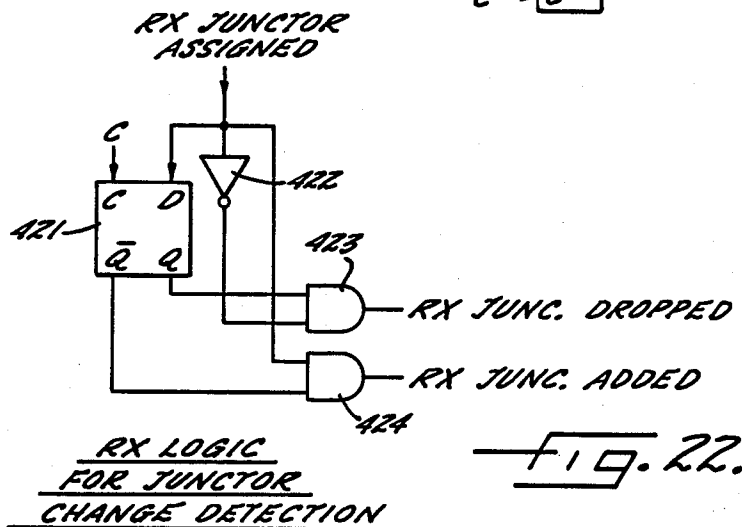 RX JUNCTOR
ASSIGNED
C
422
C D
421
Q̅ Q
423
RX JUNC. DROPPED
RX JUNC. ADDED
424
RX LOGIC
FOR JUNCTOR
CHANGE DETECTION
Fig. 22.